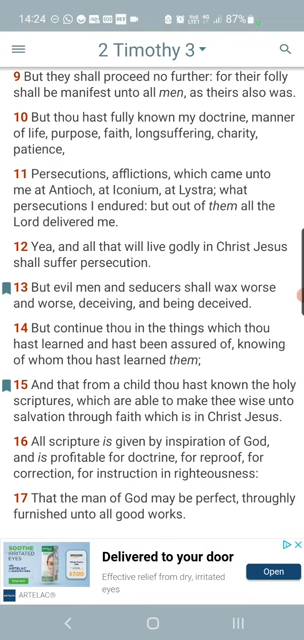 14:24
87%
2 Timothy 3
9 But they shall proceed no further: for their folly
shall be manifest unto all men, as theirs also was.
10 But thou hast fully known my doctrine, manner
of life, purpose, faith, longsuffering, charity,
patience,
11 Persecutions, afflictions, which came unto
me at Antioch, at Iconium, at Lystra; what
persecutions I endured: but out of them all the
Lord delivered me.
12 Yea, and all that will live godly in Christ Jesus
shall suffer persecution.
13 But evil men and seducers shall wax worse
and worse, deceiving, and being deceived.
14 But continue thou in the things which thou
hast learned and hast been assured of, knowing
of whom thou hast learned them;
15 And that from a child thou hast known the holy
scriptures, which are able to make thee wise unto
salvation through faith which is in Christ Jesus.
16 All scripture is given by inspiration of God,
and is profitable for doctrine, for reproof, for
correction, for instruction in righteousness:
17 That the man of God may be perfect, throughly
furnished unto all good works.
SOOTHE
IRRITATED
EYES
Delivered to your door
Effective relief from dry, irritated
eyes
Open
ARTELAC®